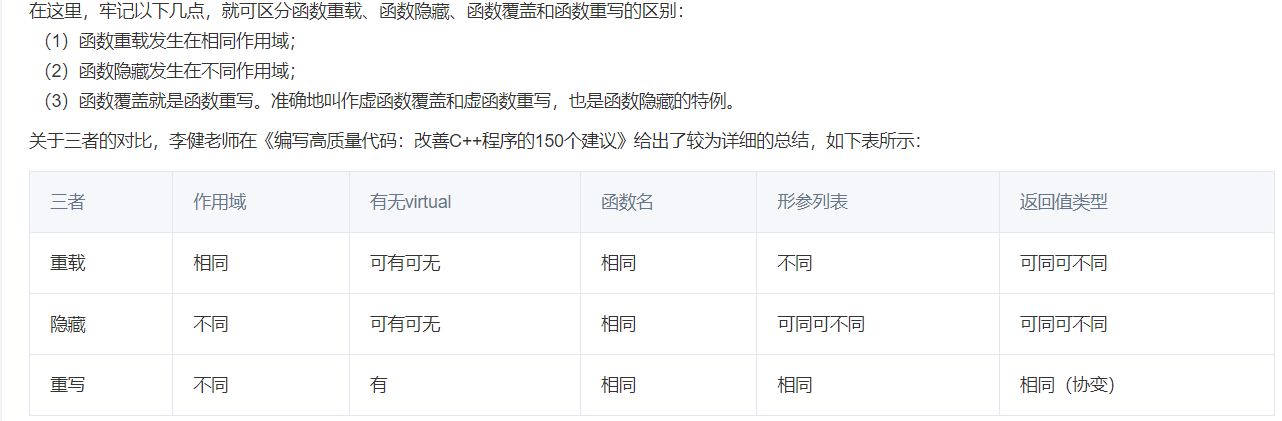 在这里，牢记以下几点，就可区分函数重载、函数隐藏、函数覆盖和函数重写的区别：
（1）函数重载发生在相同作用域；
（2）函数隐藏发生在不同作用域；
（3）函数覆盖就是函数重写。准确地叫作虚函数覆盖和虚函数重写，也是函数隐藏的特例。
关于三者的对比，李健老师在《编写高质量代码：改善C++程序的150个建议》给出了较为详细的总结，如下表所示：
三者 作用域 有无virtual 函数名 形参列表 返回值类型
重载 相同 可有可无 相同 不同 可同可不同
隐藏 不同 可有可无 相同 可同可不同 可同可不同
重写 不同 有 相同 相同 相同（协变）